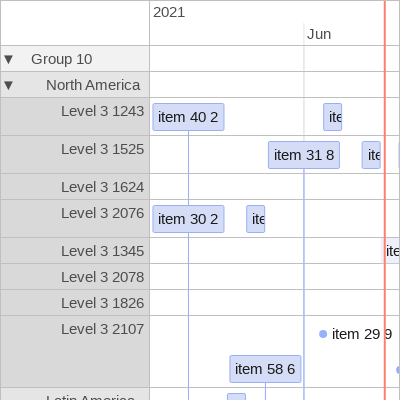 2021
Jun
▼ Group 10
▼ North America
Level 3 1243
item 40 2
ite
Level 3 1525
item 31 8
ite
Level 3 1624
Level 3 2076
item 30 2
ite
Level 3 1345
ite
Level 3 2078
Level 3 1826
Level 3 2107
item 29 9
item 58 6
Latin America